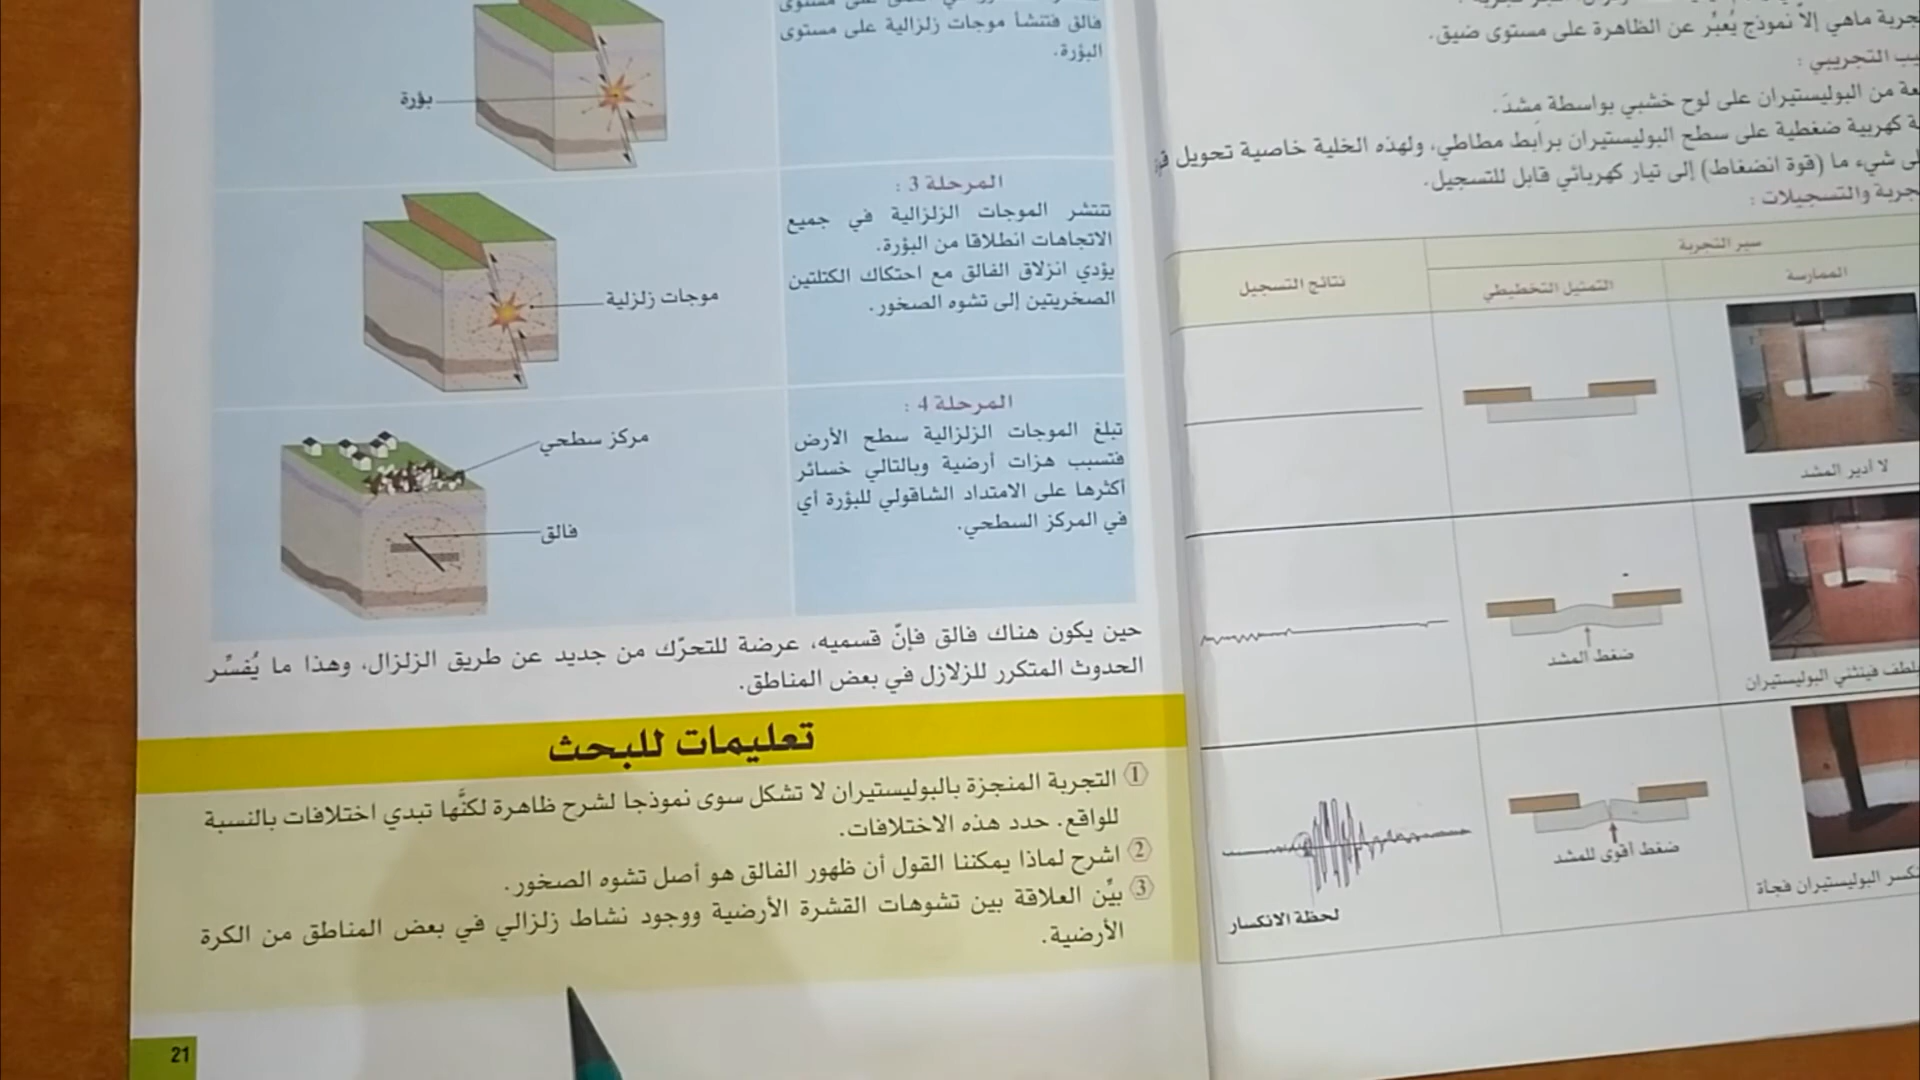 فالق فتنشأ موجات زلزالية على مستوى
البؤرة.
بؤرة
المرحلة 3 :
تنتشر الموجات الزلزالية في جميع
الاتجاهات انطلاقا من البؤرة.
يؤدي انزلاق الفالق مع احتكاك الكتلتين
الصخريتين إلى تشوه الصخور.
موجات زلزلية
المرحلة 4 :
تبلغ الموجات الزلزالية سطح الأرض
فتسبب هزات أرضية وبالتالي خسائر
أكثرها على الامتداد الشاقولي للبؤرة أي
في المركز السطحي.
مركز سطحي
فالق
حين يكون هناك فالق فإنّ قسميه، عرضة للتحرّك من جديد عن طريق الزلزال، وهذا ما يُفسِّر
الحدوث المتكرر للزلازل في بعض المناطق.
تعليمات للبحث
1 التجربة المنجزة بالبوليستيران لا تشكل سوى نموذجا لشرح ظاهرة لكنَّها تبدي اختلافات بالنسبة
للواقع. حدد هذه الاختلافات.
2 اشرح لماذا يمكننا القول أن ظهور الفالق هو أصل تشوه الصخور.
3 بيِّن العلاقة بين تشوهات القشرة الأرضية ووجود نشاط زلزالي في بعض المناطق من الكرة
الأرضية.
21
ماهي إلاّ نموذج يُعبُّر عن الظاهرة على مستوى ضيق.
التجريبي :
من البوليستيران على لوح خشبي بواسطة مِشدَ.
كهربية ضغطية على سطح البوليستيران برابط مطاطي، ولهذه الخلية خاصية تحويل
شيء ما (قوة انضغاط) إلى تيار كهربائي قابل للتسجيل.
والتسجيلات :
سير التجربة
الممارسة
التمثيل التخطيطي
نتائج التسجيل
لا أدير المشد
ضغط المشد
فينثني البوليستيران
ضغط أقوى للمشد
البوليستيران فجأة
لحظة الانكسار